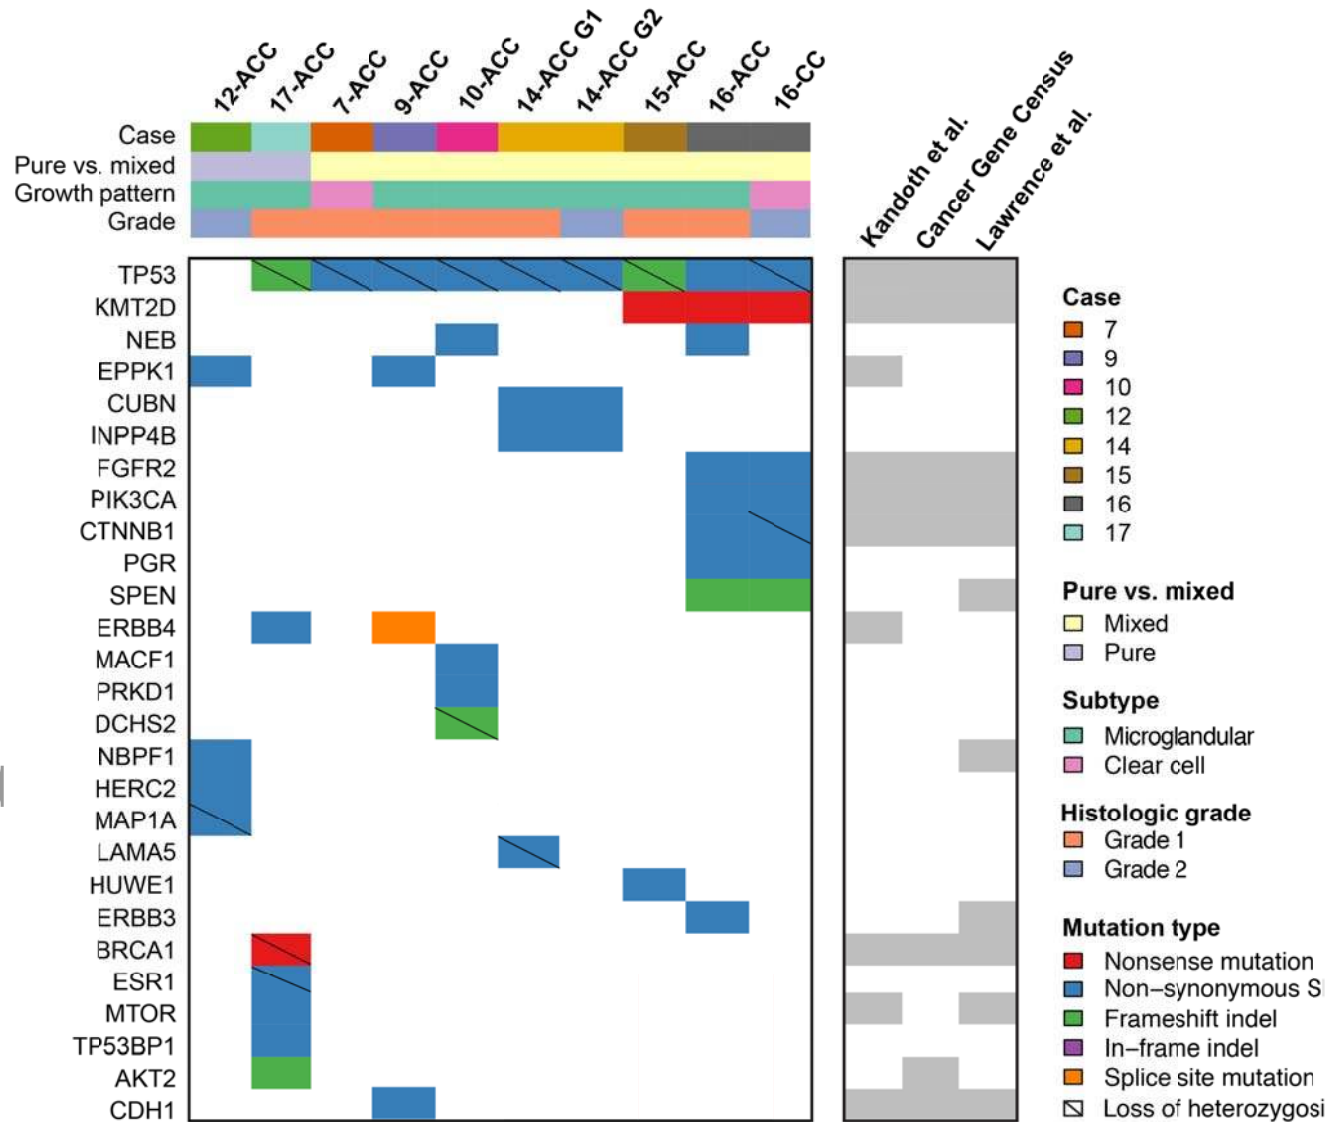 12-ACC
17-ACC
7-ACC
9-ACC
10-ACC
14-ACC G1
14-ACC G2
15-ACC
16-ACC
16-CC
Kandoth et al.
Cancer Gene Census
Lawrence et al.
Case
Pure vs. mixed
Growth pattern
Grade
TP53
KMT2D
NEB
EPPK1
CUBN
INPP4B
FGFR2
PIK3CA
CTNNB1
PGR
SPEN
ERBB4
MACF1
PRKD1
DCHS2
NBPF1
HERC2
MAP1A
LAMA5
HUWE1
ERBB3
BRCA1
ESR1
MTOR
TP53BP1
AKT2
CDH1
Case
7
9
10
12
14
15
16
17
Pure vs. mixed
Mixed
Pure
Subtype
Microglandular
Clear cell
Histologic grade
Grade 1
Grade 2
Mutation type
Nonsense mutation
Non-synonymous S
Frameshift indel
In-frame indel
Splice site mutation
Loss of heterozygosi